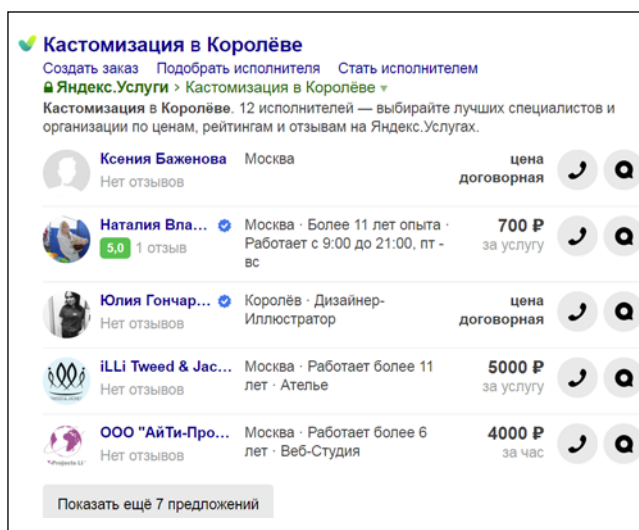 Кастомизация в Королёве
Создать заказ Подобрать исполнителя Стать исполнителем
Яндекс.Услуги › Кастомизация в Королёве
Кастомизация в Королёве. 12 исполнителей — выбирайте лучших специалистов и
организации по ценам, рейтингам и отзывам на Яндекс.Услугах.
Ксения Баженова Москва цена
Нет отзывов договорная
Наталия Вла... Москва · Более 11 лет опыта · 700 ₽
5,0 1 отзыв Работает с 9:00 до 21:00, пт - за услугу
вс
Юлия Гончар... Королёв · Дизайнер- цена
Нет отзывов Иллюстратор договорная
iLLi Tweed & Jac... Москва · Работает более 11 5000 ₽
Нет отзывов лет · Ателье за услугу
ООО "АйТи-Про... Москва · Работает более 6 4000 ₽
Нет отзывов лет · Веб-Студия за час
Показать ещё 7 предложений